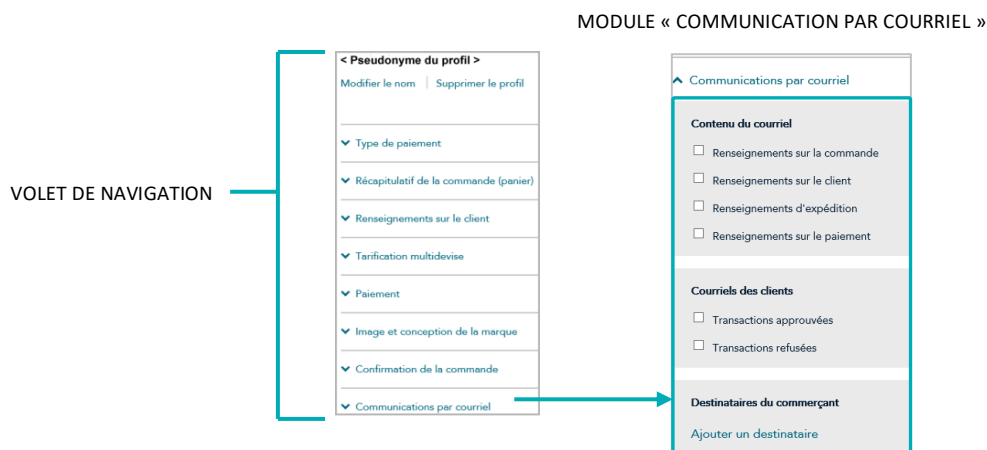 MODULE « COMMUNICATION PAR COURRIEL »
VOLET DE NAVIGATION
< Pseudonyme du profil >
Modifier le nom | Supprimer le profil
Type de paiement
Récapitulatif de la commande (panier)
Renseignements sur le client
Tarification multidevise
Paiement
Image et conception de la marque
Confirmation de la commande
Communications par courriel
Communications par courriel
Contenu du courriel
Renseignements sur la commande
Renseignements sur le client
Renseignements d'expédition
Renseignements sur le paiement
Courriels des clients
Transactions approuvées
Transactions refusées
Destinataires du commerçant
Ajouter un destinataire